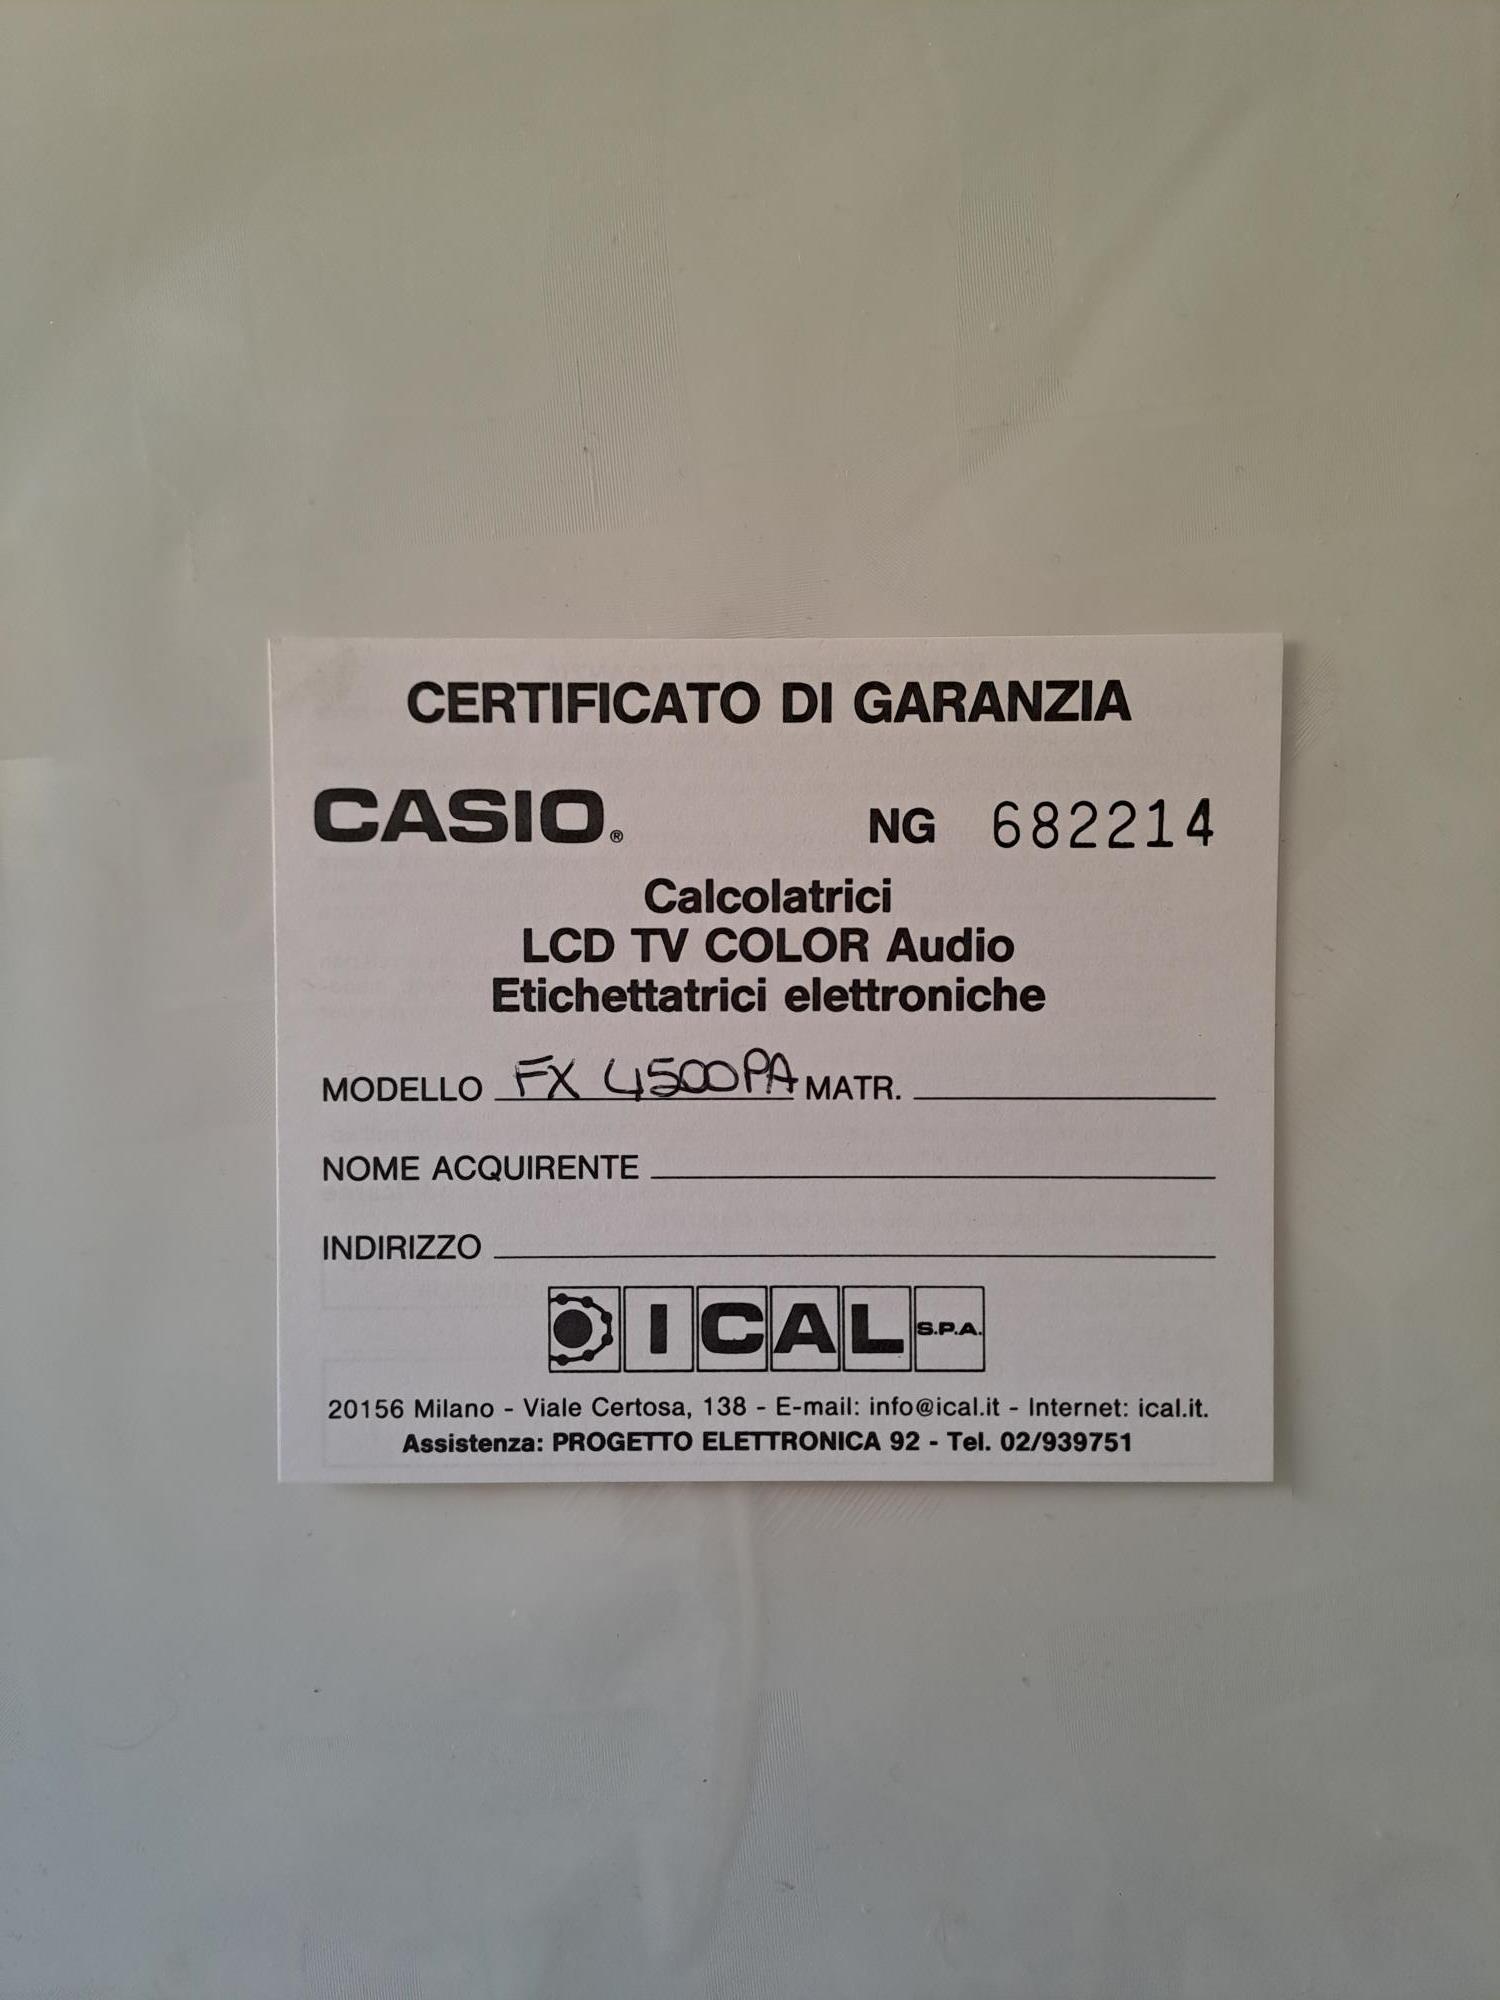 CERTIFICATO DI GARANZIA
CASIO® NG 682214
Calcolatrici
LCD TV COLOR Audio
Etichettatrici elettroniche
MODELLO FX 4500PA MATR.
NOME ACQUIRENTE
INDIRIZZO
ICAL S.P.A.
20156 Milano - Viale Certosa, 138 - E-mail: info@ical.it - Internet: ical.it.
Assistenza: PROGETTO ELETTRONICA 92 - Tel. 02/939751